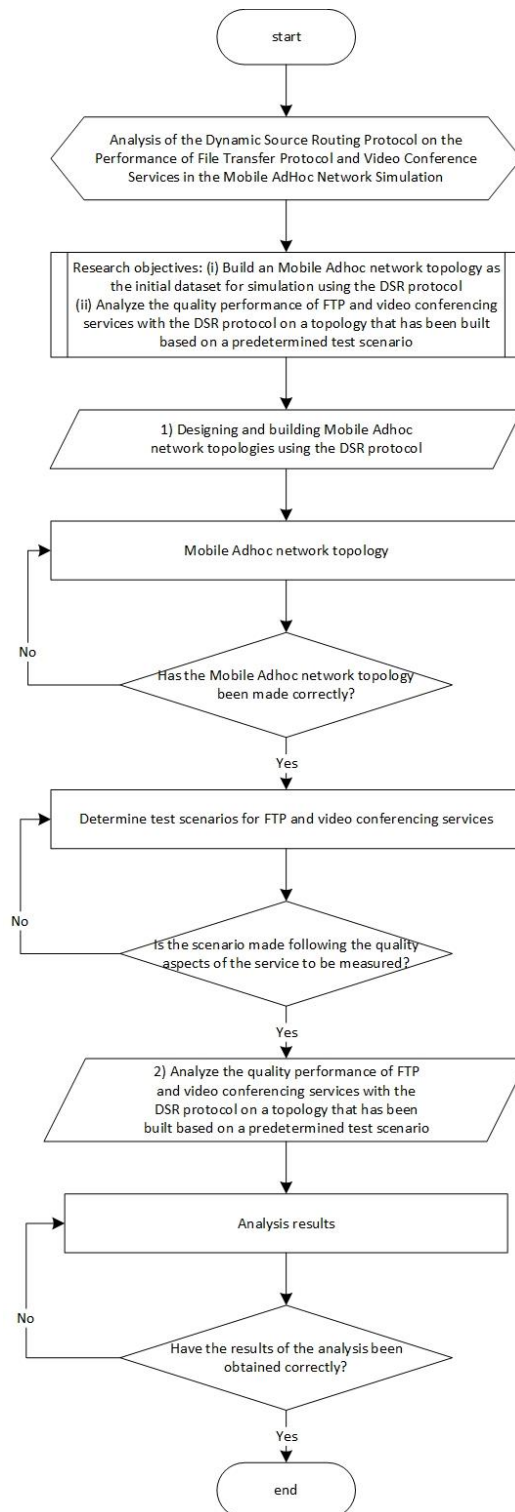 start
Analysis of the Dynamic Source Routing Protocol on the
Performance of File Transfer Protocol and Video Conference
Services in the Mobile AdHoc Network Simulation
Research objectives: (i) Build an Mobile Adhoc network topology as
the initial dataset for simulation using the DSR protocol
(ii) Analyze the quality performance of FTP and video conferencing
services with the DSR protocol on a topology that has been built
based on a predetermined test scenario
1) Designing and building Mobile Adhoc
network topologies using the DSR protocol
Mobile Adhoc network topology
No
Has the Mobile Adhoc network topology
been made correctly?
Yes
Determine test scenarios for FTP and video conferencing services
No
Is the scenario made following the quality
aspects of the service to be measured?
Yes
2) Analyze the quality performance of FTP
and video conferencing services with the
DSR protocol on a topology that has been
built based on a predetermined test scenario
Analysis results
No
Have the results of the analysis been
obtained correctly?
Yes
end